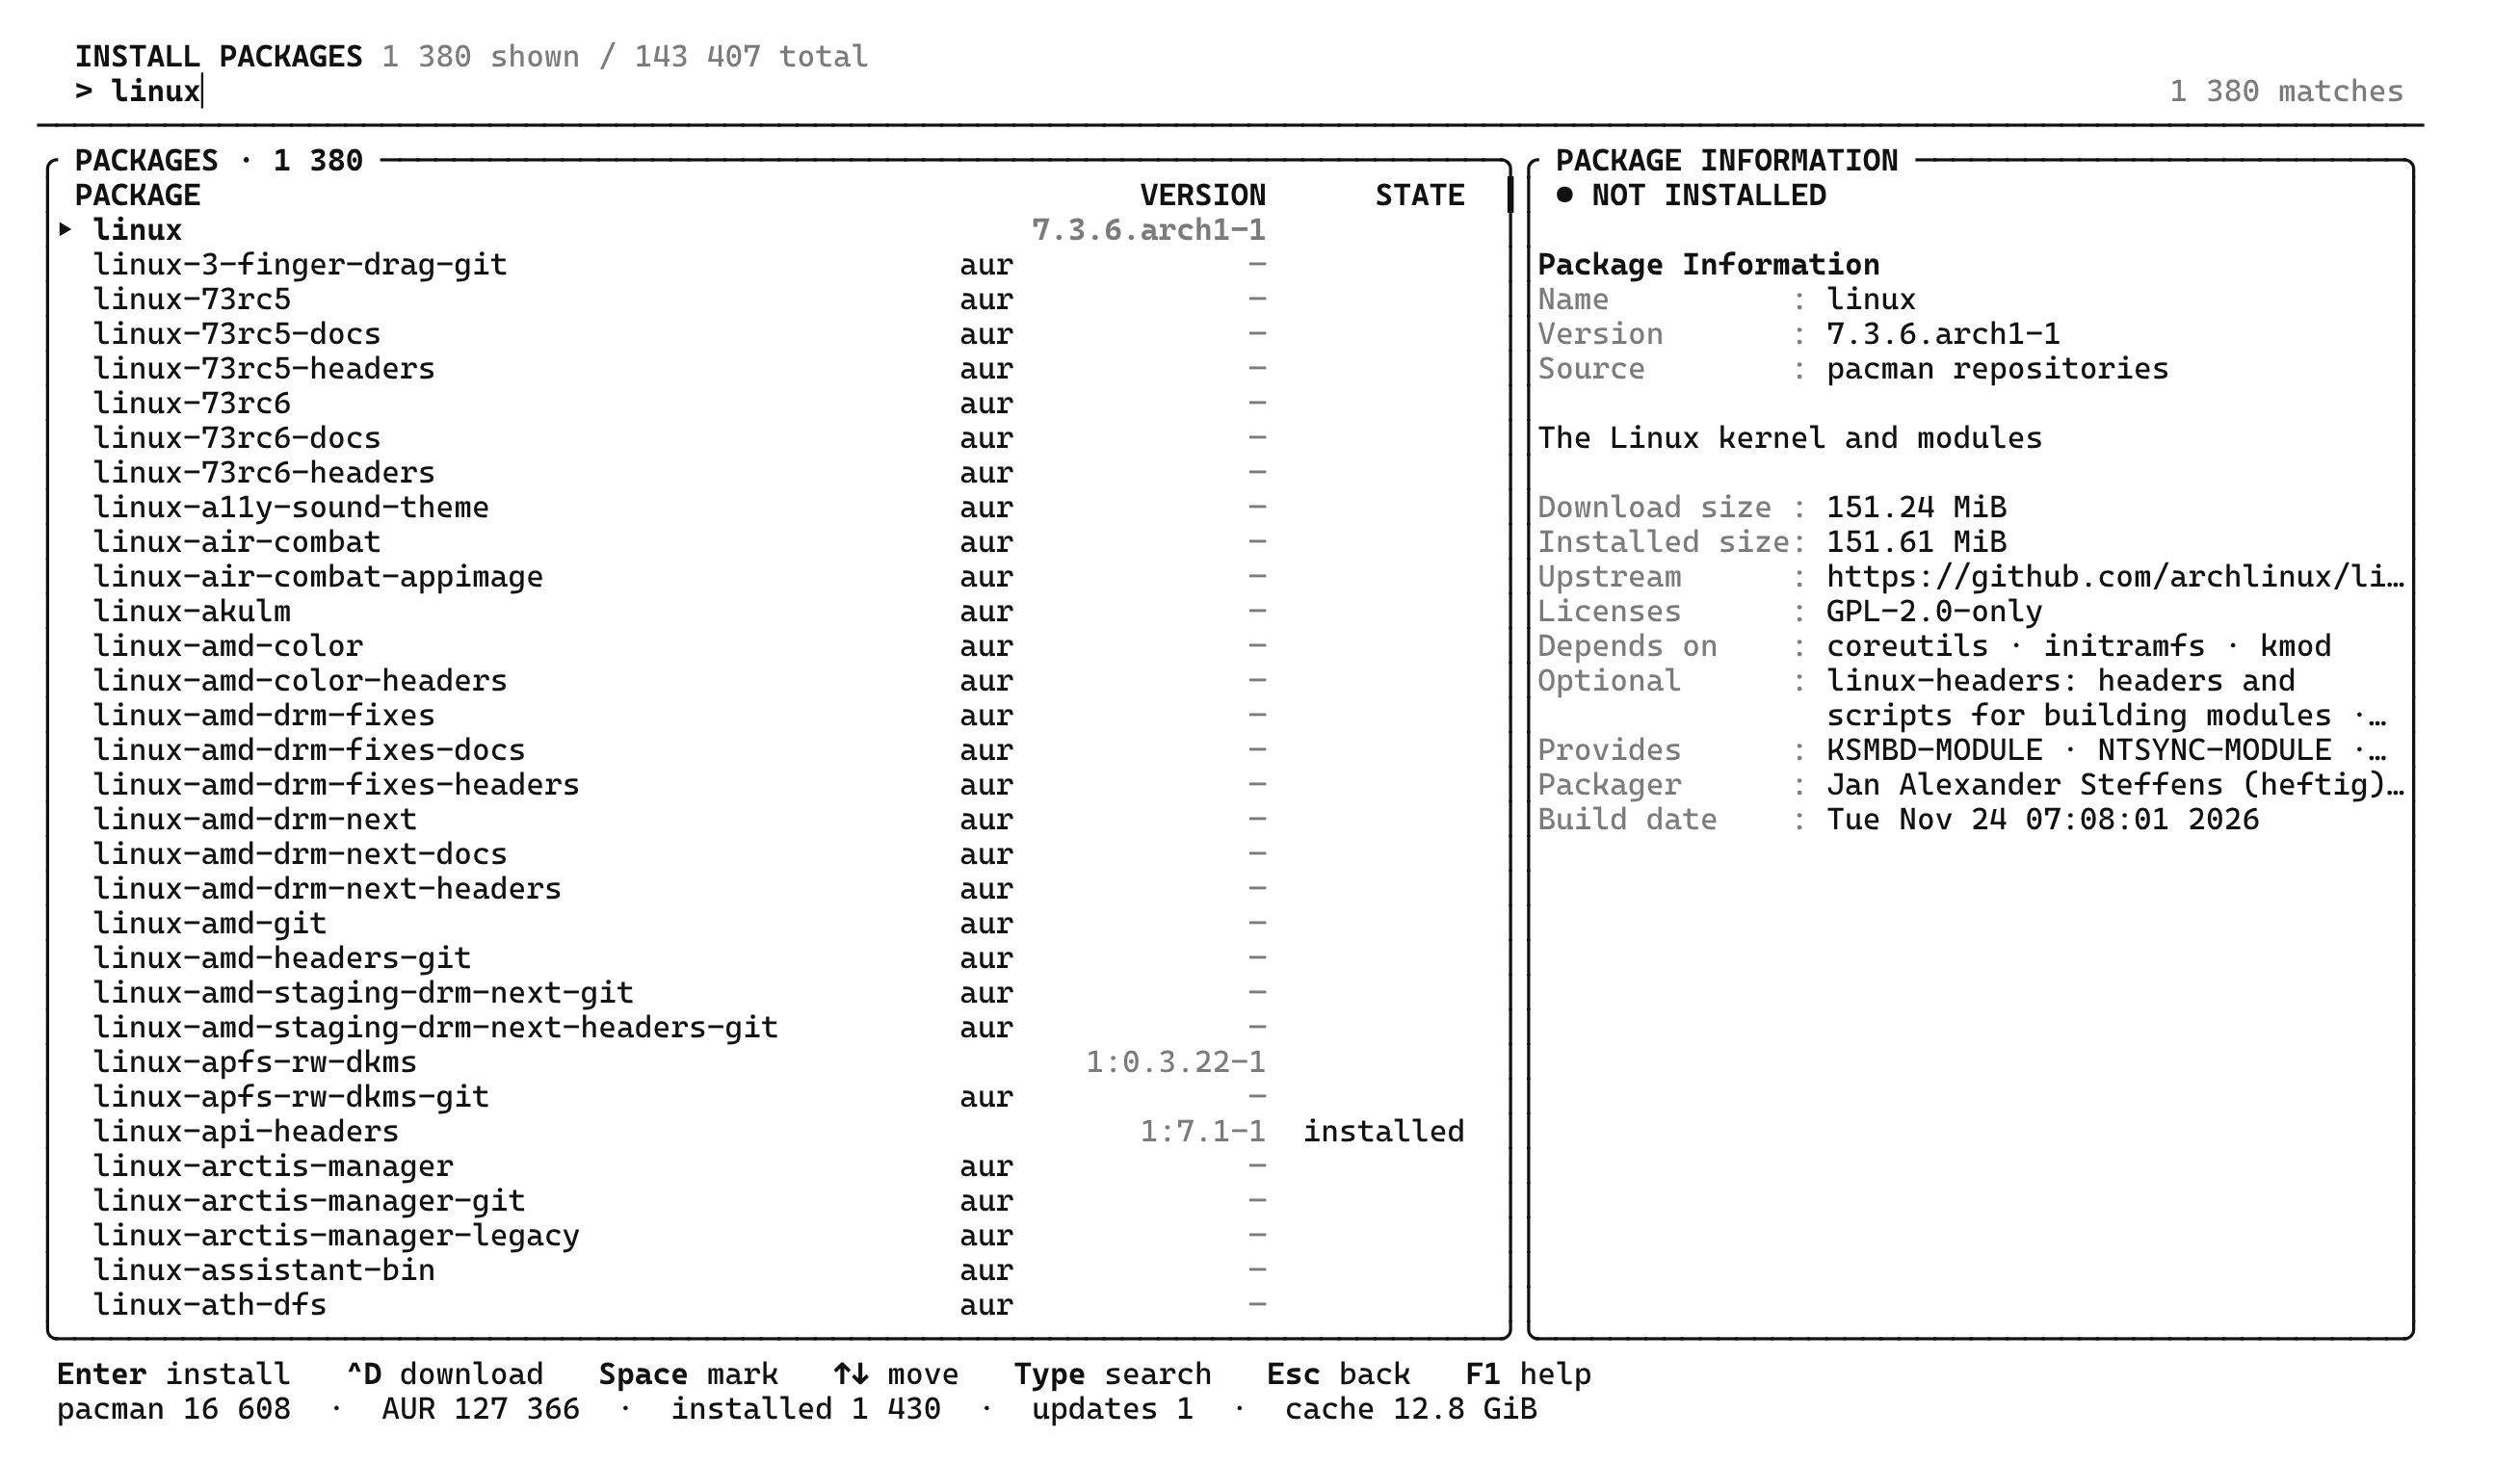 INSTALL PACKAGES 1 380 shown / 143 407 total
> linux 1 380 matches
PACKAGES · 1 380
PACKAGE VERSION STATE
▸ linux 7.3.6.arch1-1
linux-3-finger-drag-git aur –
linux-73rc5 aur –
linux-73rc5-docs aur –
linux-73rc5-headers aur –
linux-73rc6 aur –
linux-73rc6-docs aur –
linux-73rc6-headers aur –
linux-a11y-sound-theme aur –
linux-air-combat aur –
linux-air-combat-appimage aur –
linux-akulm aur –
linux-amd-color aur –
linux-amd-color-headers aur –
linux-amd-drm-fixes aur –
linux-amd-drm-fixes-docs aur –
linux-amd-drm-fixes-headers aur –
linux-amd-drm-next aur –
linux-amd-drm-next-docs aur –
linux-amd-drm-next-headers aur –
linux-amd-git aur –
linux-amd-headers-git aur –
linux-amd-staging-drm-next-git aur –
linux-amd-staging-drm-next-headers-git aur –
linux-apfs-rw-dkms 1:0.3.22-1
linux-apfs-rw-dkms-git aur –
linux-api-headers 1:7.1-1 installed
linux-arctis-manager aur –
linux-arctis-manager-git aur –
linux-arctis-manager-legacy aur –
linux-assistant-bin aur –
linux-ath-dfs aur –
PACKAGE INFORMATION
● NOT INSTALLED
Package Information
Name : linux
Version : 7.3.6.arch1-1
Source : pacman repositories
The Linux kernel and modules
Download size : 151.24 MiB
Installed size: 151.61 MiB
Upstream : https://github.com/archlinux/li…
Licenses : GPL-2.0-only
Depends on : coreutils · initramfs · kmod
Optional : linux-headers: headers and
scripts for building modules ·…
Provides : KSMBD-MODULE · NTSYNC-MODULE ·…
Packager : Jan Alexander Steffens (heftig)…
Build date : Tue Nov 24 07:08:01 2026
Enter install ^D download Space mark ↑↓ move Type search Esc back F1 help
pacman 16 608 · AUR 127 366 · installed 1 430 · updates 1 · cache 12.8 GiB